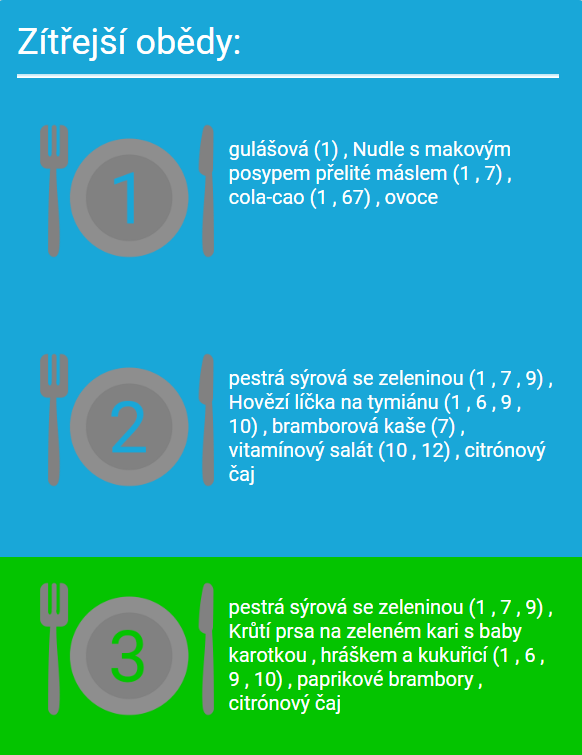 Zítřejší obědy:
1
gulášová (1) , Nudle s makovým
posypem přelité máslem (1 , 7) ,
cola-cao (1 , 67) , ovoce
2
pestrá sýrová se zeleninou (1 , 7 , 9) ,
Hovězí líčka na tymiánu (1 , 6 , 9 ,
10) , bramborová kaše (7) ,
vitamínový salát (10 , 12) , citrónový
čaj
3
pestrá sýrová se zeleninou (1 , 7 , 9) ,
Krůtí prsa na zeleném kari s baby
karotkou , hráškem a kukuřicí (1 , 6 ,
9 , 10) , paprikové brambory ,
citrónový čaj